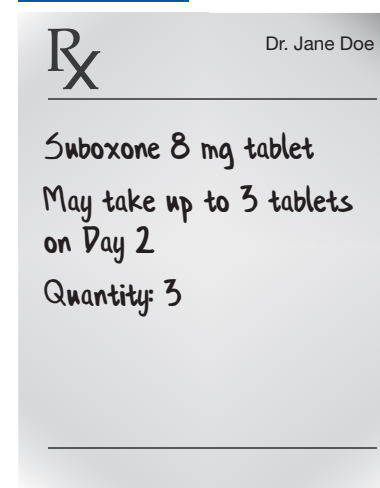 Rx
Dr. Jane Doe
Suboxone 8 mg tablet
May take up to 3 tablets
on Day 2
Quantity: 3